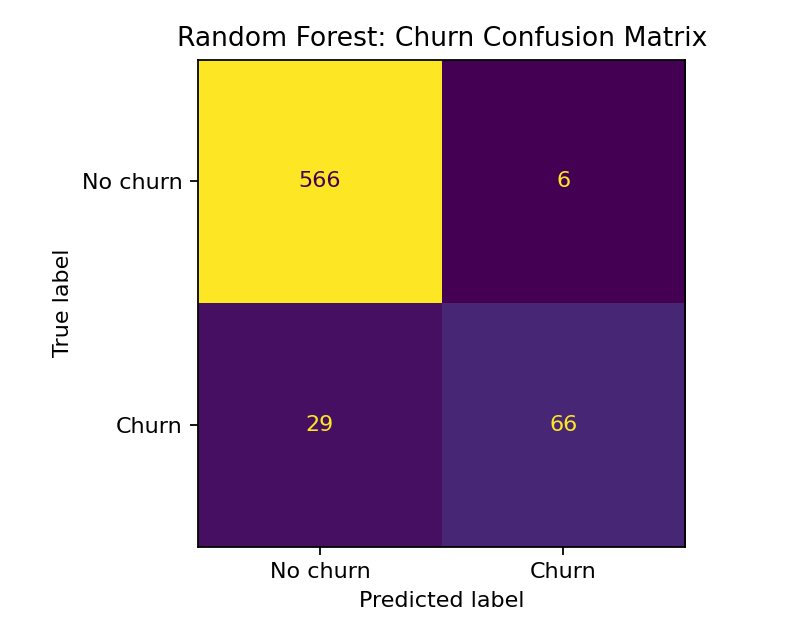 Random Forest: Churn Confusion Matrix
True label
No churn
566
6
Churn
29
66
No churn
Churn
Predicted label